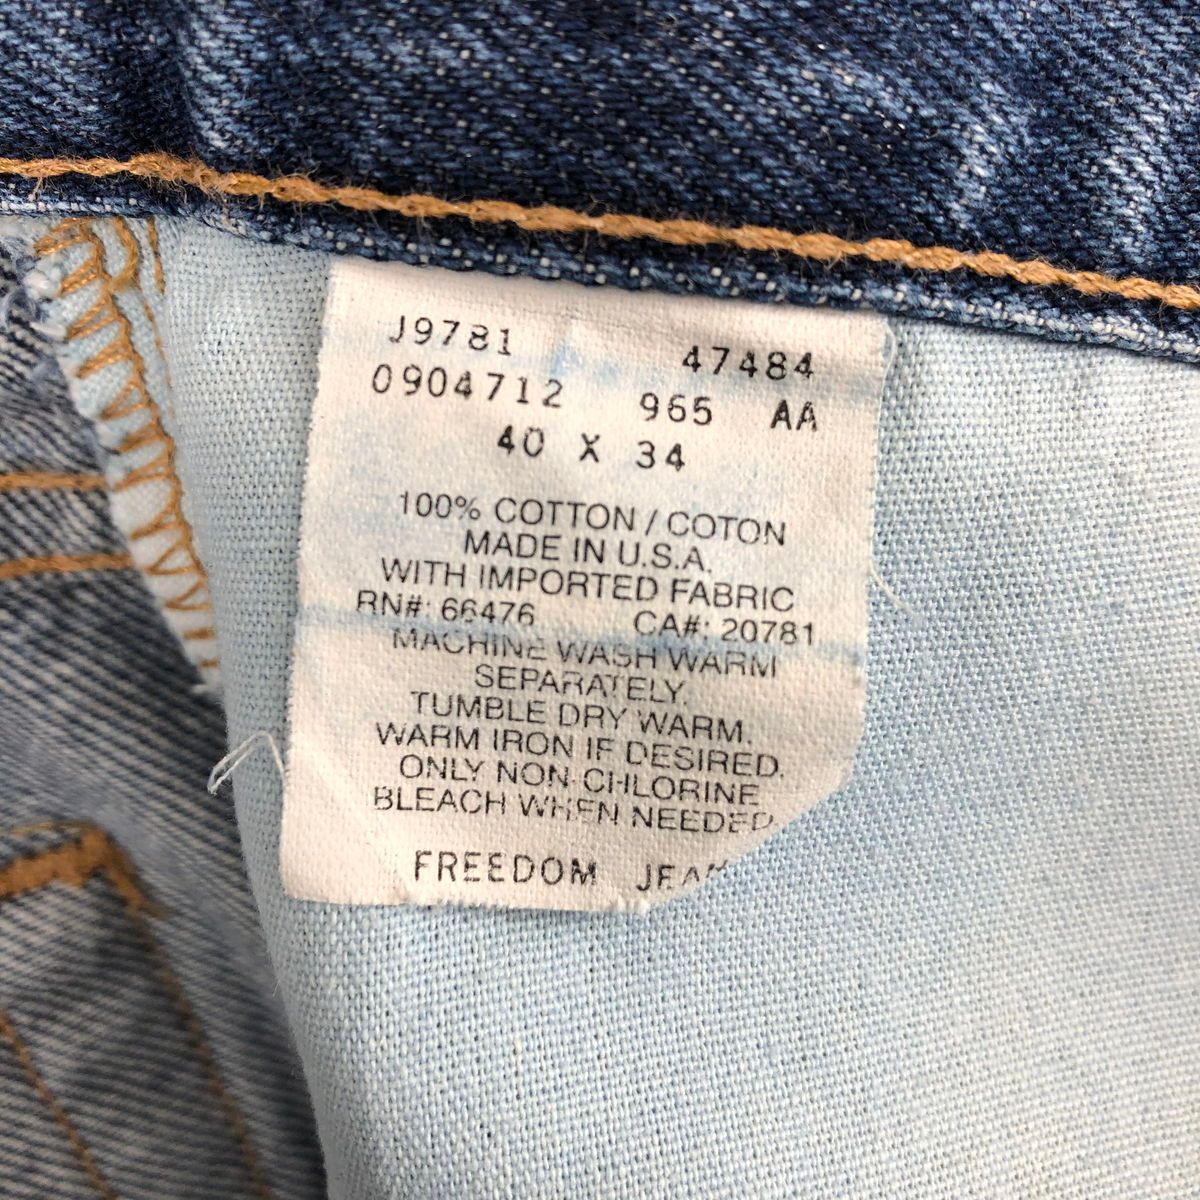 J9781 47484
0904712 965 AA
40 X 34
100% COTTON / COTON
MADE IN U.S.A.
WITH IMPORTED FABRIC
RN#: 66476 CA#: 20781
MACHINE WASH WARM
SEPARATELY.
TUMBLE DRY WARM.
WARM IRON IF DESIRED.
ONLY NON-CHLORINE
BLEACH WHEN NEEDED
FREEDOM